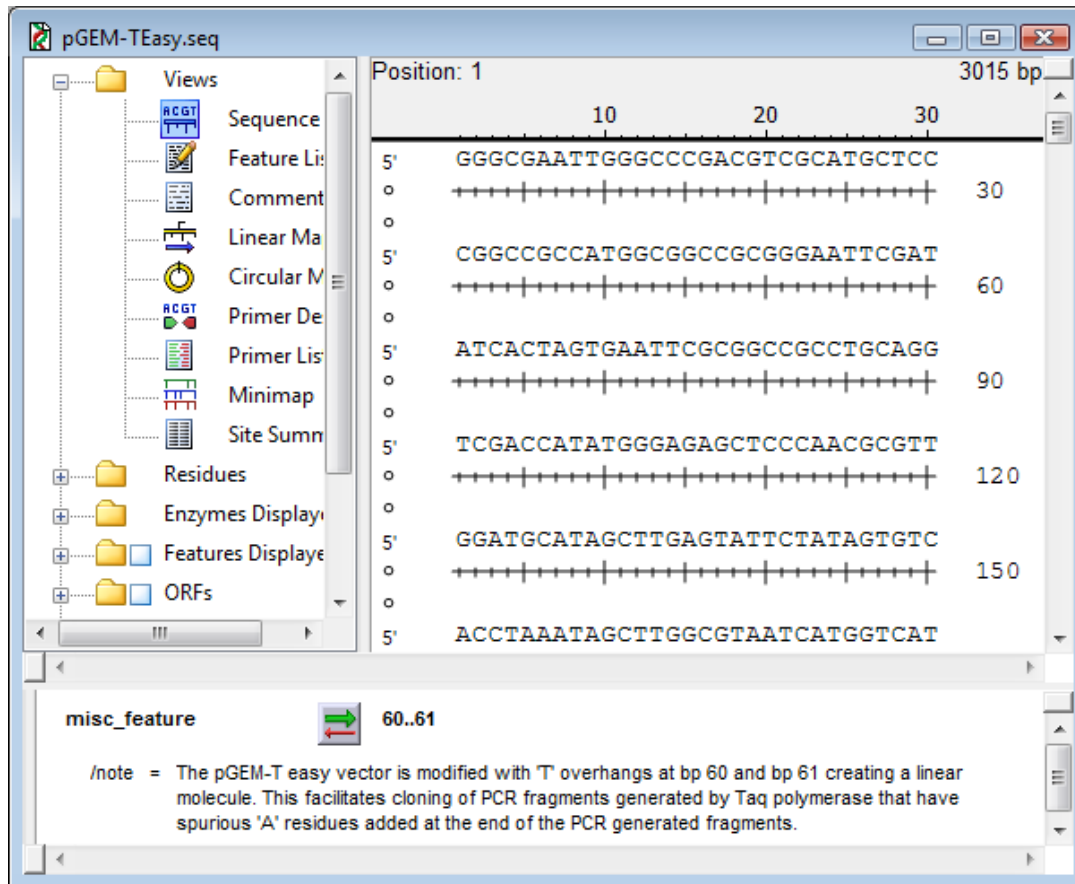 pGEM-TEasy.seq
Views
ACGT Sequence
Feature Lis
Comment
Linear Ma
Circular M
ACGT Primer De
Primer Lis
Minimap
Site Summ
Residues
Enzymes Display
Features Displaye
ORFs
Position: 1 3015 bp
10 20 30
5' GGGCGAATTGGGCCCGACGTCGCATGCTCC
30
5' CGGCCGCCATGGCGGCCGCGGGAATTCGAT
60
5' ATCACTAGTGAATTCGCGGCCGCCTGCAGG
90
5' TCGACCATATGGGAGAGCTCCCAACGCGTT
120
5' GGATGCATAGCTTGAGTATTCTATAGTGTC
150
5' ACCTAAATAGCTTGGCGTAATCATGGTCAT
misc_feature 60..61
/note = The pGEM-T easy vector is modified with 'T' overhangs at bp 60 and bp 61 creating a linear
molecule. This facilitates cloning of PCR fragments generated by Taq polymerase that have
spurious 'A' residues added at the end of the PCR generated fragments.